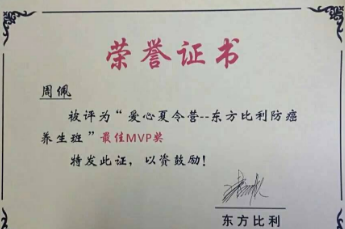 荣誉证书
周佩
被评为“爱心夏令营--东方比利防癌
养生班”最佳MVP奖
特发此证，以资鼓励！
东方比利